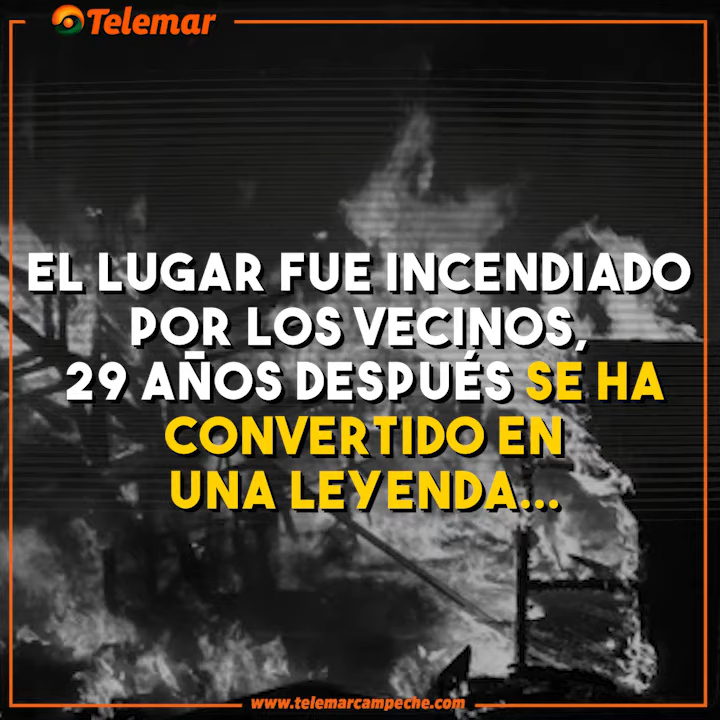 Telemar
EL LUGAR FUE INCENDIADO
POR LOS VECINOS,
29 AÑOS DESPUÉS SE HA
CONVERTIDO EN
UNA LEYENDA...
www.telemarcampeche.com